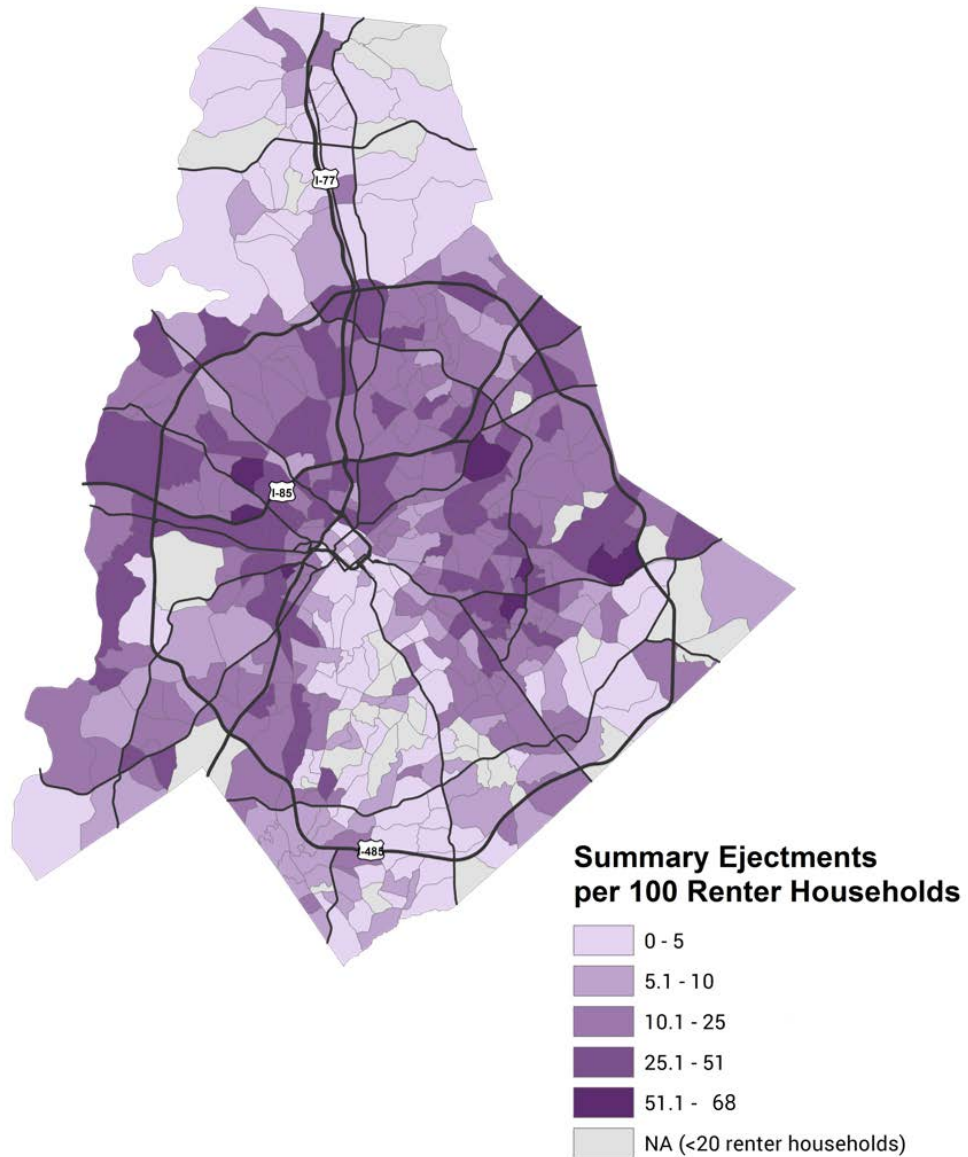 I-77
I-85
I-485
Summary Ejectments
per 100 Renter Households
0 - 5
5.1 - 10
10.1 - 25
25.1 - 51
51.1 - 68
NA (<20 renter households)